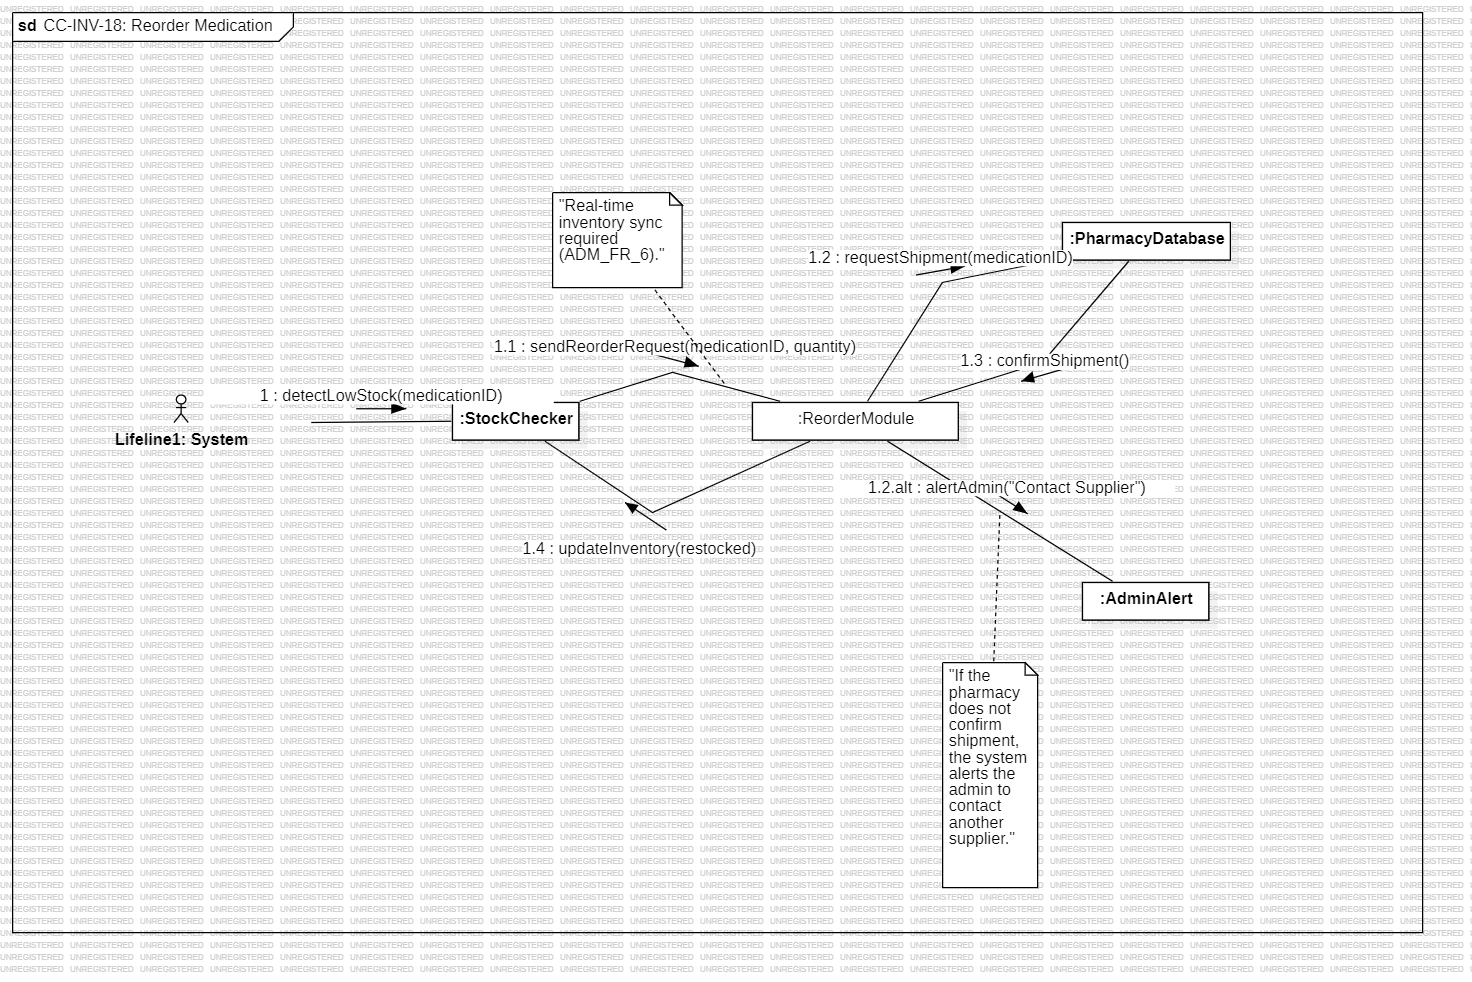 sd CC-INV-18: Reorder Medication
"Real-time
inventory sync
required
(ADM_FR_6)."
:PharmacyDatabase
1.2 : requestShipment(medicationID)
1.1 : sendReorderRequest(medicationID, quantity)
1.3 : confirmShipment()
1 : detectLowStock(medicationID)
:StockChecker
:ReorderModule
Lifeline1: System
1.2.alt : alertAdmin("Contact Supplier")
1.4 : updateInventory(restocked)
:AdminAlert
"If the
pharmacy
does not
confirm
shipment,
the system
alerts the
admin to
contact
another
supplier."
UNREGISTERED